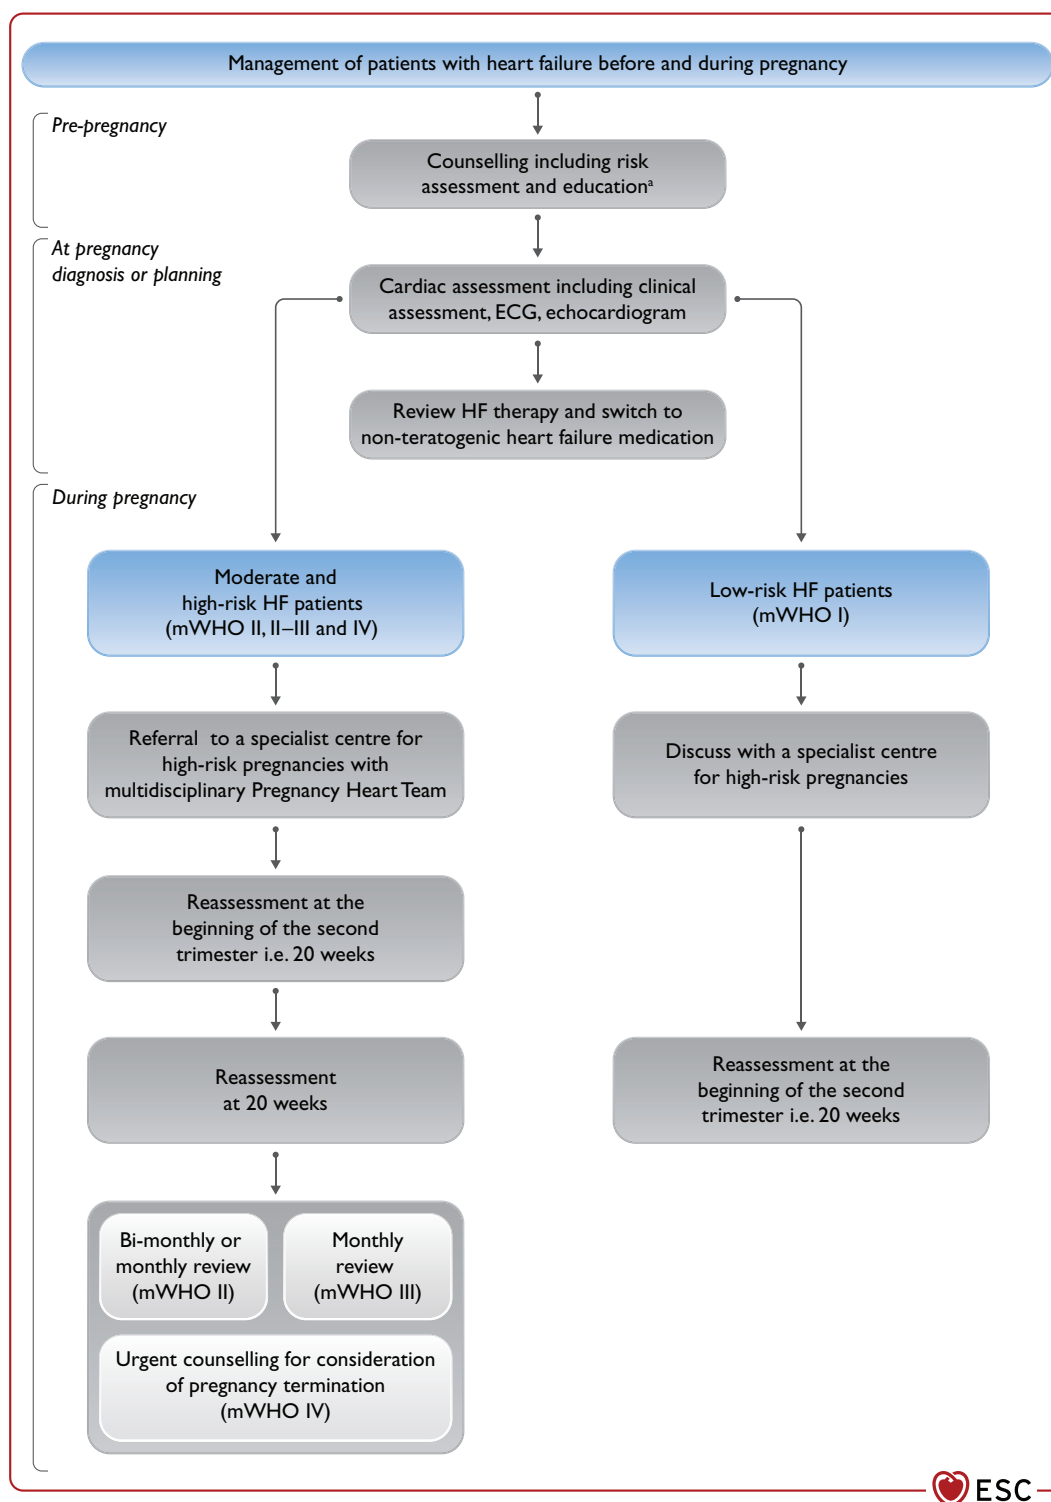 Management of patients with heart failure before and during pregnancy
Pre-pregnancy
Counselling including risk
assessment and educationᵃ
At pregnancy
diagnosis or planning
Cardiac assessment including clinical
assessment, ECG, echocardiogram
Review HF therapy and switch to
non-teratogenic heart failure medication
During pregnancy
Moderate and
high-risk HF patients
(mWHO II, II–III and IV)
Low-risk HF patients
(mWHO I)
Referral to a specialist centre for
high-risk pregnancies with
multidisciplinary Pregnancy Heart Team
Discuss with a specialist centre
for high-risk pregnancies
Reassessment at the
beginning of the second
trimester i.e. 20 weeks
Reassessment
at 20 weeks
Reassessment at the
beginning of the second
trimester i.e. 20 weeks
Bi-monthly or
monthly review
(mWHO II)
Monthly
review
(mWHO III)
Urgent counselling for consideration
of pregnancy termination
(mWHO IV)
ESC